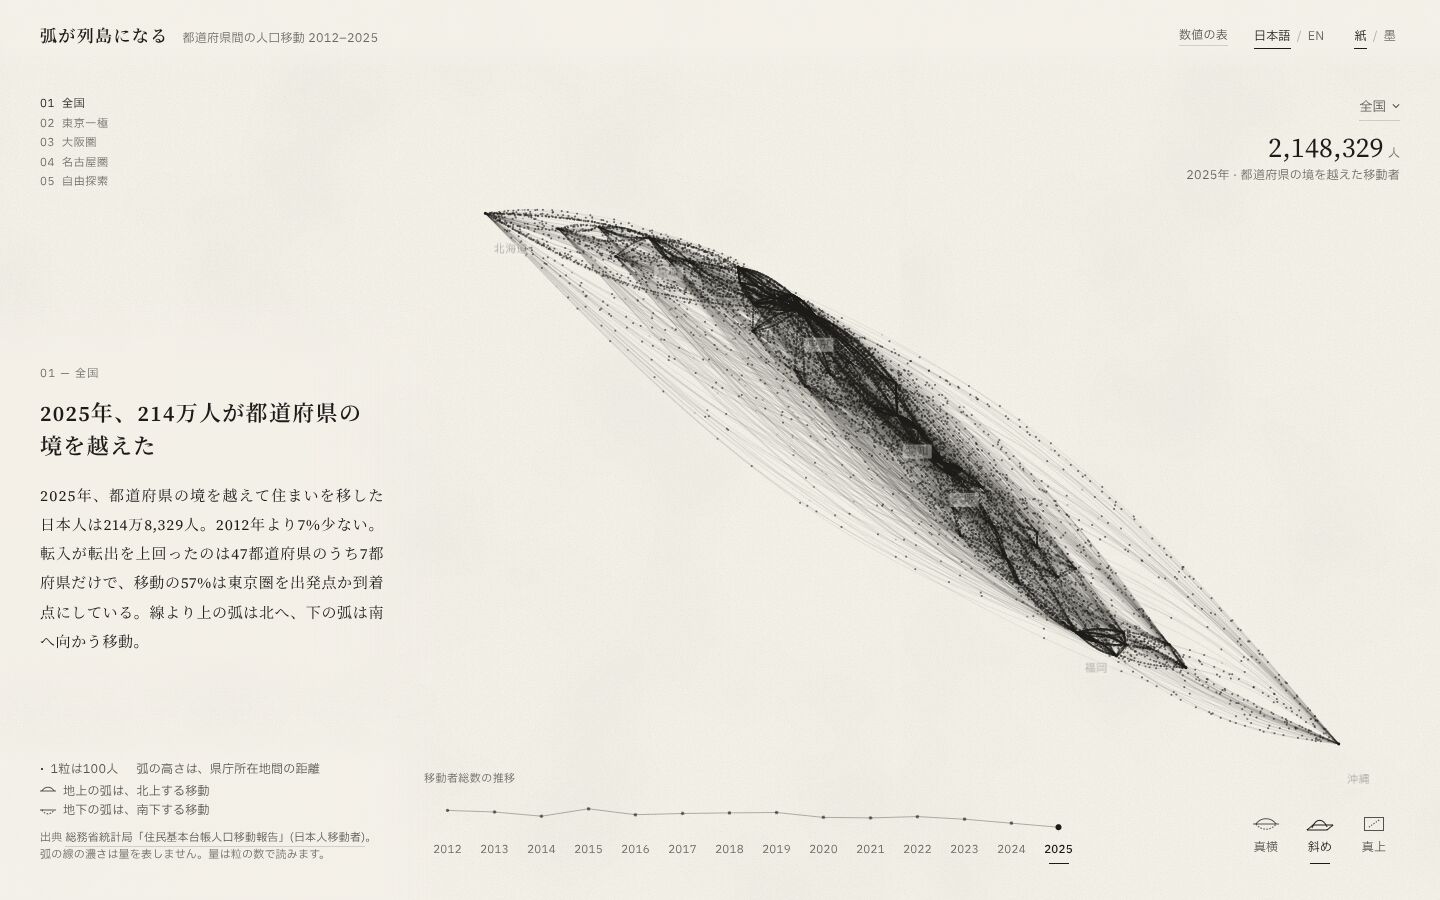 弧が列島になる 都道府県間の人口移動 2012–2025
数値の表 日本語 / EN 紙 / 墨
01 全国
02 東京一極
03 大阪圏
04 名古屋圏
05 自由探索
全国
2,148,329 人
2025年 · 都道府県の境を越えた移動者
北海道
01 — 全国
2025年、214万人が都道府県の
境を越えた
2025年、都道府県の境を越えて住まいを移した
日本人は214万8,329人。2012年より7%少ない。
転入が転出を上回ったのは47都道府県のうち7都
府県だけで、移動の57%は東京圏を出発点か到着
点にしている。線より上の弧は北へ、下の弧は南
へ向かう移動。
福岡
沖縄
· 1粒は100人 弧の高さは、県庁所在地間の距離
地上の弧は、北上する移動
地下の弧は、南下する移動
出典 総務省統計局「住民基本台帳人口移動報告」(日本人移動者)。
弧の線の濃さは量を表しません。量は粒の数で読みます。
移動者総数の推移
2012 2013 2014 2015 2016 2017 2018 2019 2020 2021 2022 2023 2024 2025
真横 斜め 真上